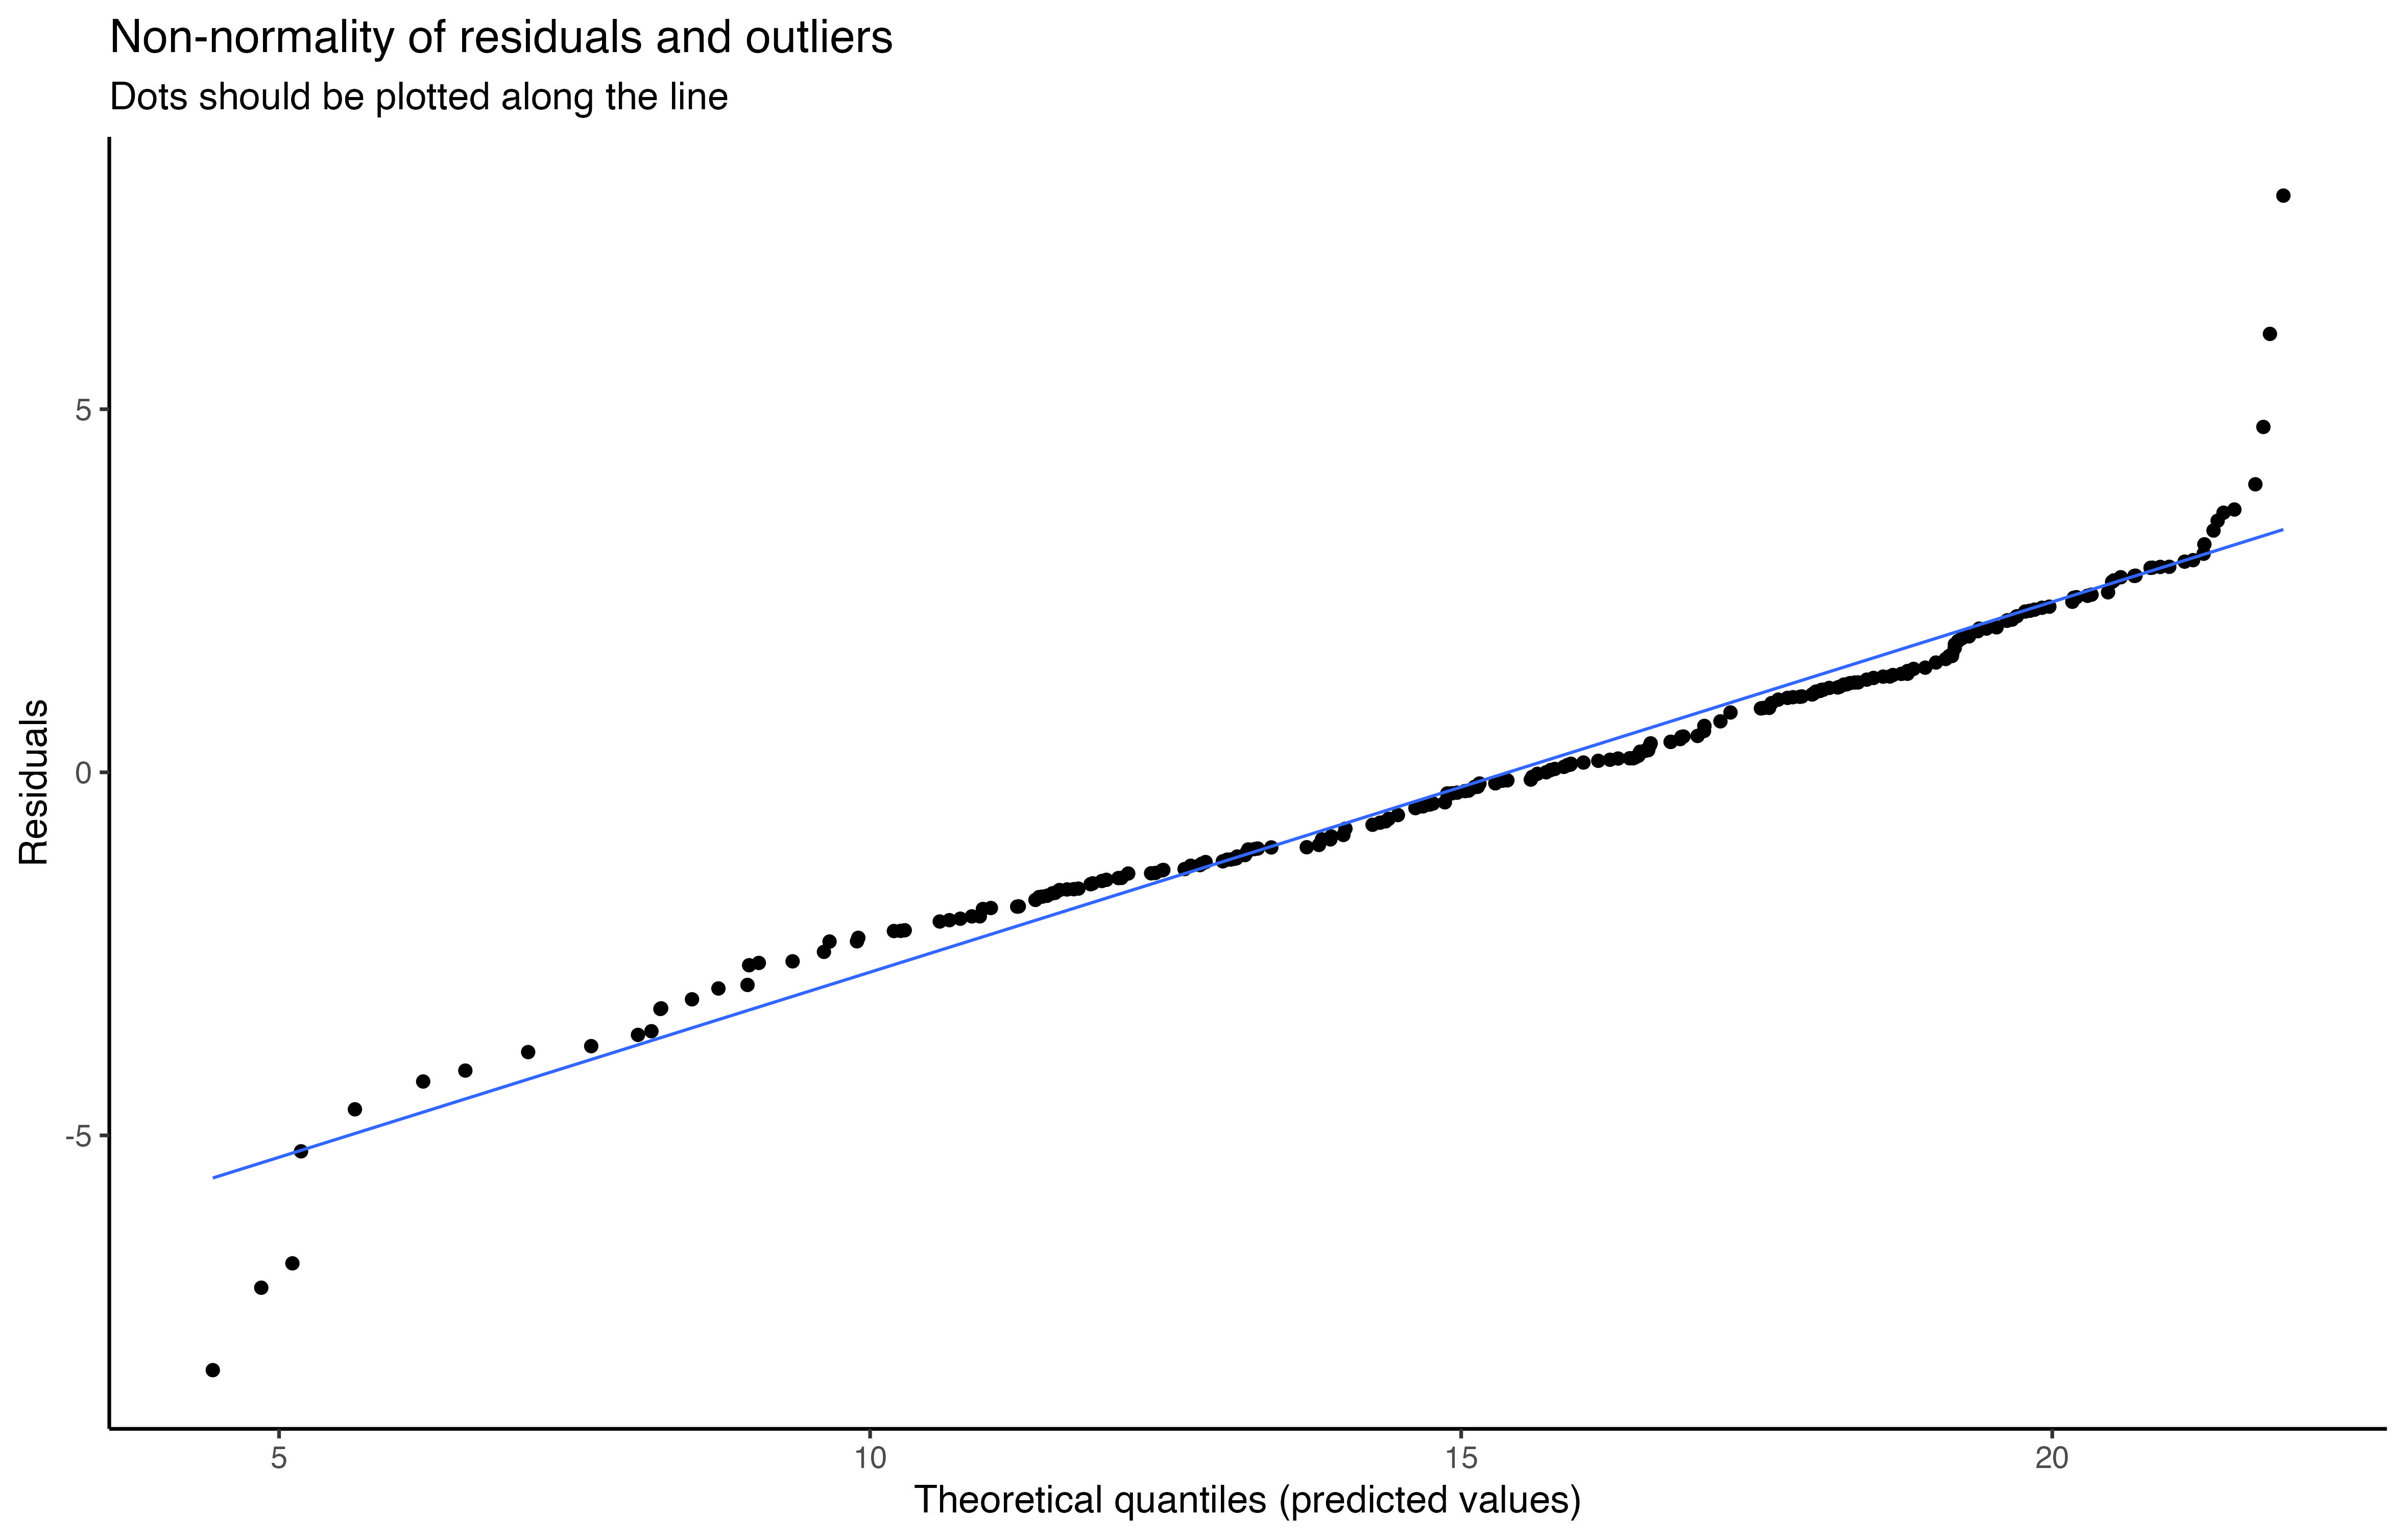 Non-normality of residuals and outliers
Dots should be plotted along the line
Residuals
5
0
-5
5
10
15
20
Theoretical quantiles (predicted values)